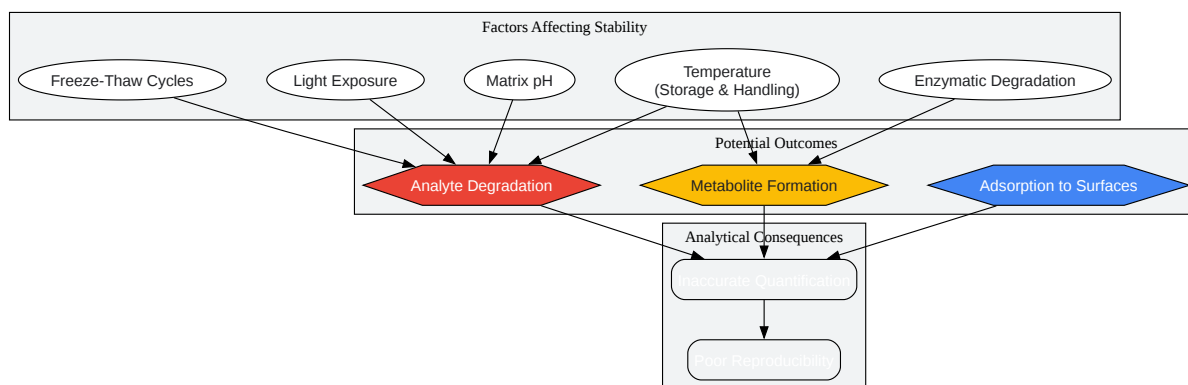 Factors Affecting Stability
Freeze-Thaw Cycles
Light Exposure
Matrix pH
Temperature
(Storage & Handling)
Enzymatic Degradation
Potential Outcomes
Analyte Degradation
Metabolite Formation
Adsorption to Surfaces
Analytical Consequences
Inaccurate Quantification
Poor Reproducibility